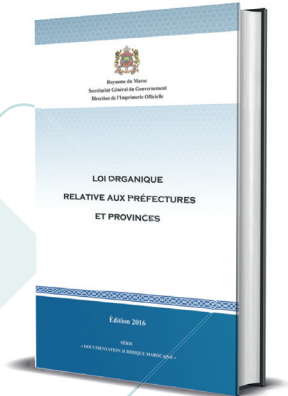 Royaume du Maroc
Secrétariat Général du Gouvernement
Direction de l'Imprimerie Officielle
LOI ORGANIQUE
RELATIVE AUX PRÉFECTURES
ET PROVINCES
Édition 2016
SÉRIE
« DOCUMENTATION JURIDIQUE MAROCAINE »